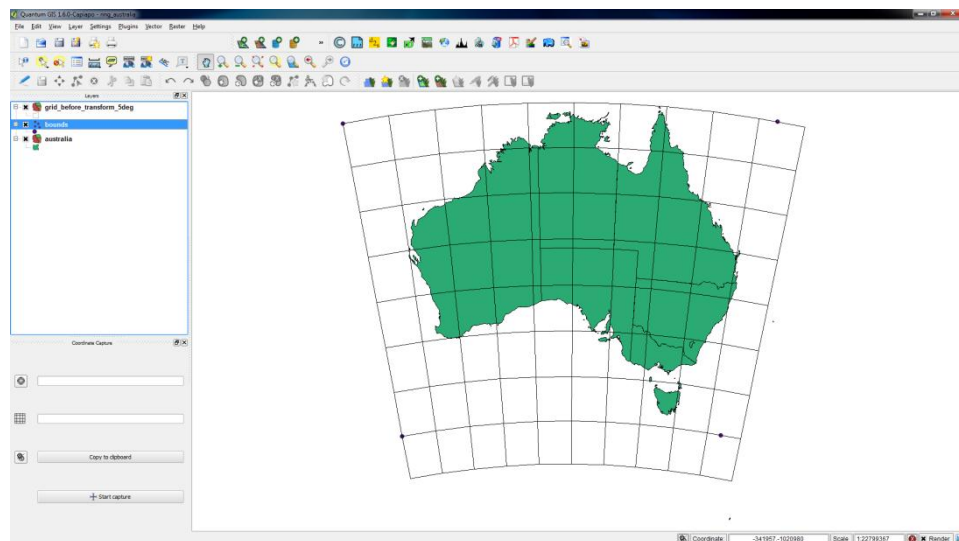 Quantum GIS 1.6.0-Capiapo - img_australia
File Edit View Layer Settings Plugins Vector Raster Help
Layers
grid_before_transform_5deg
bounds
australia
Coordinate Capture
Copy to clipboard
Start capture
Coordinate: -341957,-1020980 Scale 1:22799367 Render